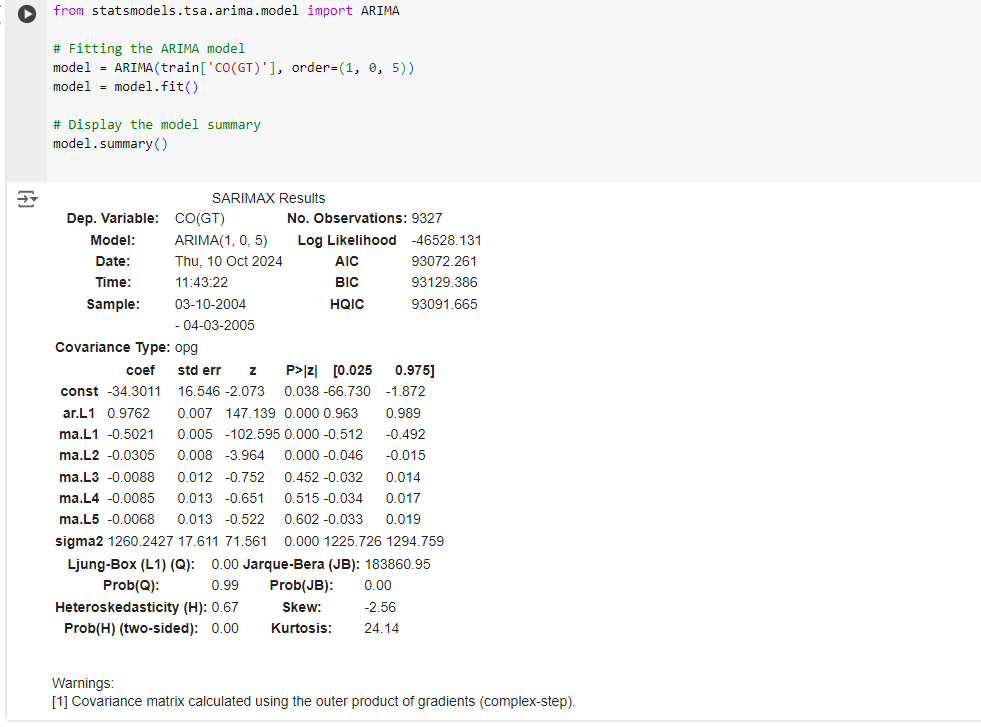 from statsmodels.tsa.arima.model import ARIMA
# Fitting the ARIMA model
model = ARIMA(train['CO(GT)'], order=(1, 0, 5))
model = model.fit()
# Display the model summary
model.summary()
SARIMAX Results
Dep. Variable: CO(GT) No. Observations: 9327
Model: ARIMA(1, 0, 5) Log Likelihood -46528.131
Date: Thu, 10 Oct 2024 AIC 93072.261
Time: 11:43:22 BIC 93129.386
Sample: 03-10-2004 HQIC 93091.665
- 04-03-2005
Covariance Type: opg
coef std err z P>|z| [0.025 0.975]
const -34.3011 16.546 -2.073 0.038 -66.730 -1.872
ar.L1 0.9762 0.007 147.139 0.000 0.963 0.989
ma.L1 -0.5021 0.005 -102.595 0.000 -0.512 -0.492
ma.L2 -0.0305 0.008 -3.964 0.000 -0.046 -0.015
ma.L3 -0.0088 0.012 -0.752 0.452 -0.032 0.014
ma.L4 -0.0085 0.013 -0.651 0.515 -0.034 0.017
ma.L5 -0.0068 0.013 -0.522 0.602 -0.033 0.019
sigma2 1260.2427 17.611 71.561 0.000 1225.726 1294.759
Ljung-Box (L1) (Q): 0.00 Jarque-Bera (JB): 183860.95
Prob(Q): 0.99 Prob(JB): 0.00
Heteroskedasticity (H): 0.67 Skew: -2.56
Prob(H) (two-sided): 0.00 Kurtosis: 24.14
Warnings:
[1] Covariance matrix calculated using the outer product of gradients (complex-step).